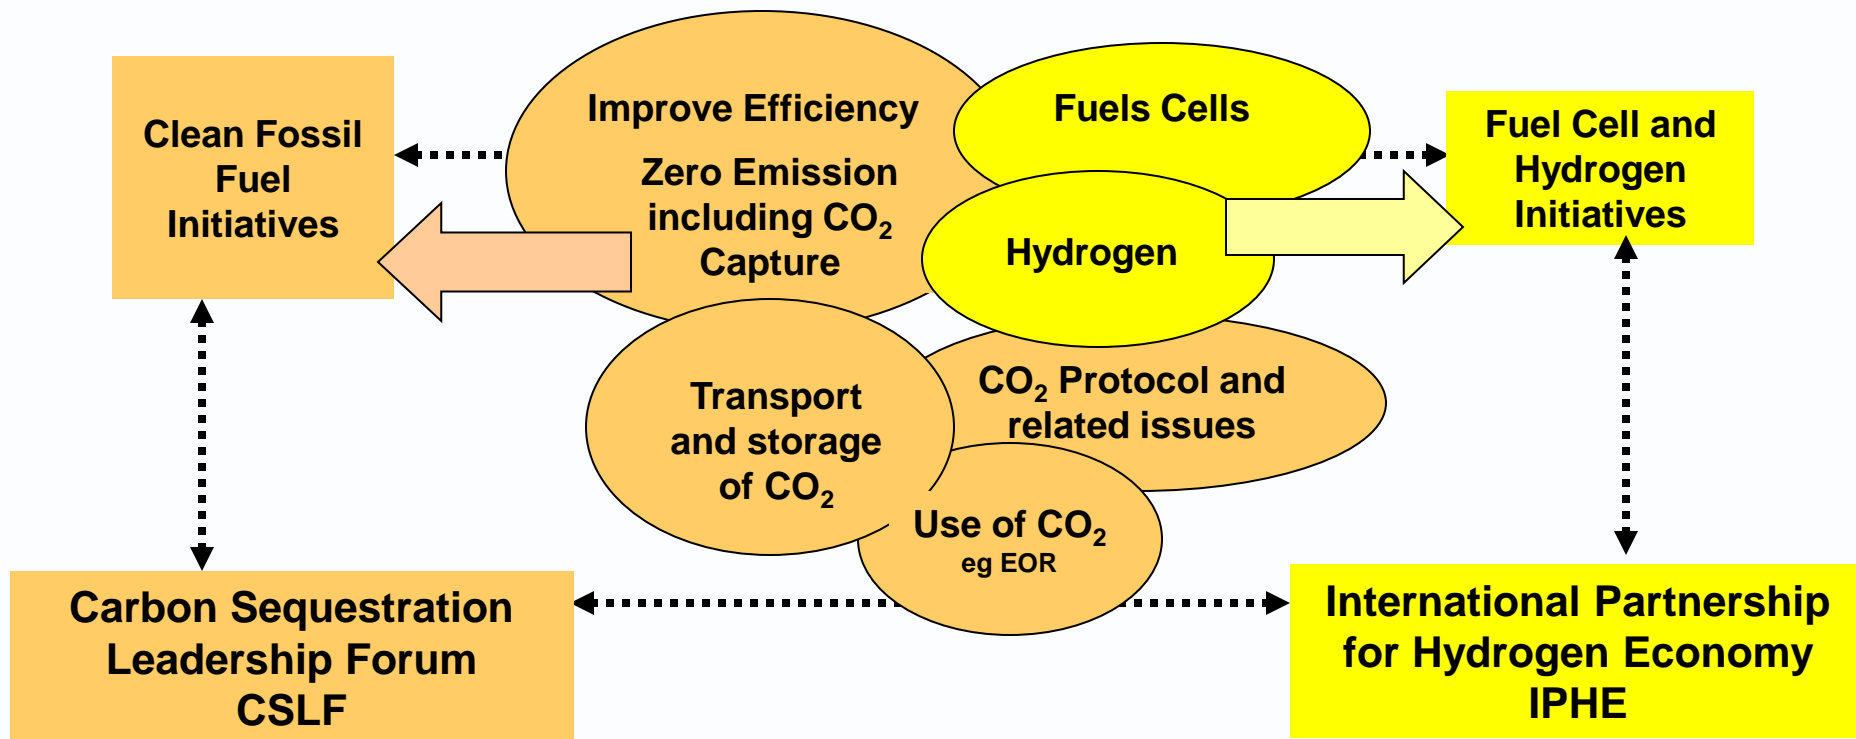 Clean Fossil
Fuel
Initiatives
Improve Efficiency
Zero Emission
including CO₂
Capture
Fuels Cells
Hydrogen
Fuel Cell and
Hydrogen
Initiatives
Transport
and storage
of CO₂
CO₂ Protocol and
related issues
Use of CO₂
eg EOR
Carbon Sequestration
Leadership Forum
CSLF
International Partnership
for Hydrogen Economy
IPHE